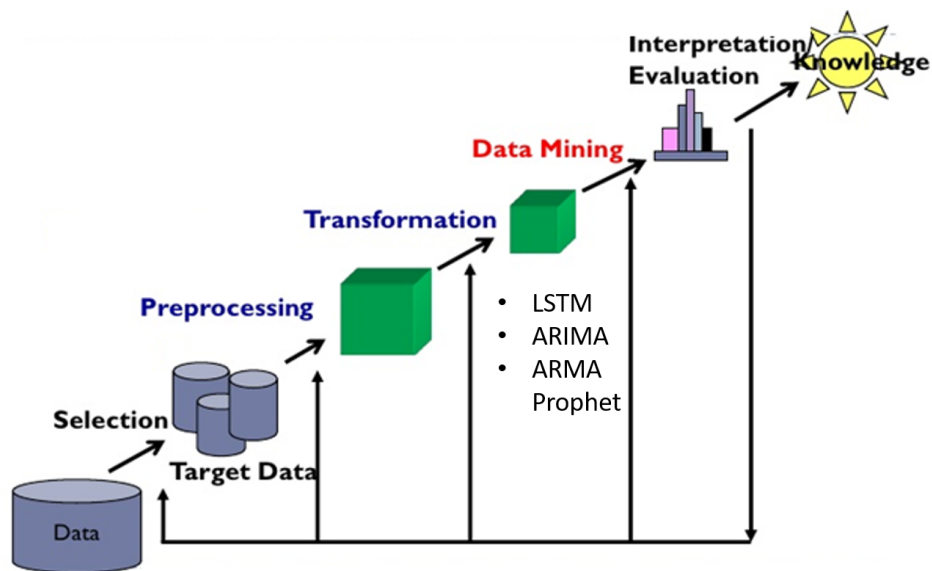 Interpretation/
Evaluation
Knowledge
Data Mining
Transformation
Preprocessing
• LSTM
• ARIMA
• ARMA
Prophet
Selection
Target Data
Data